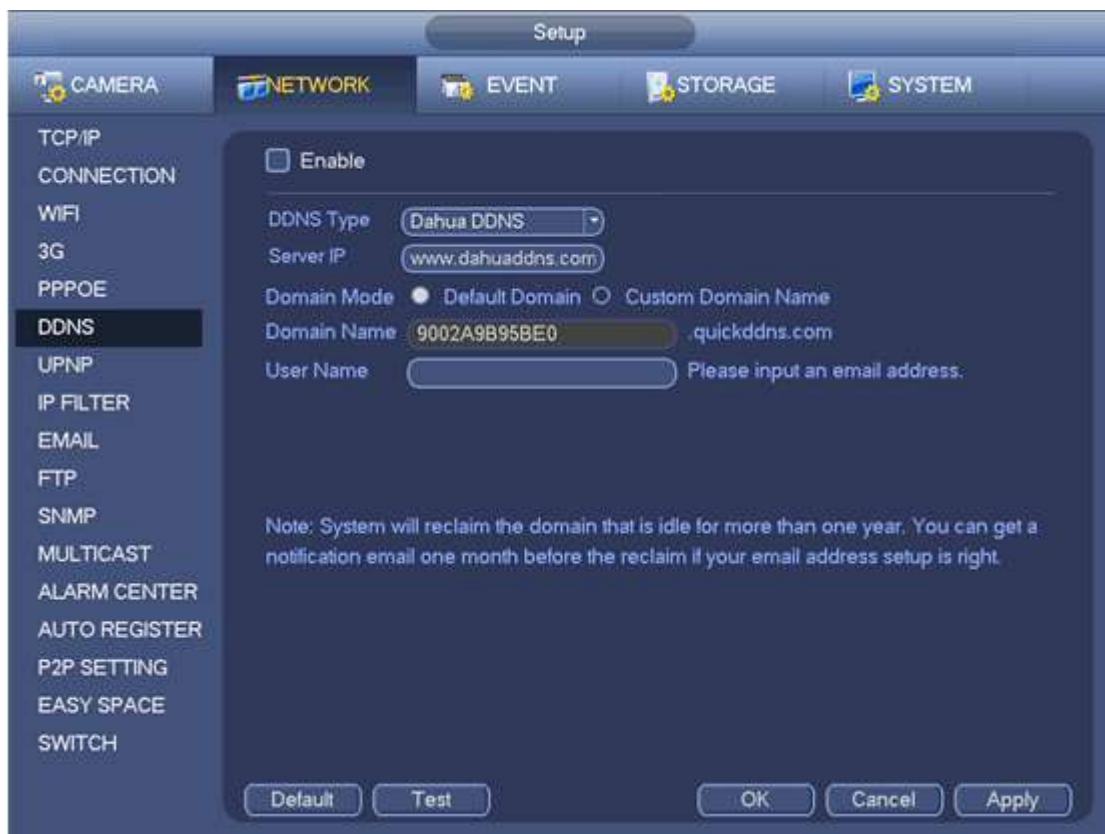 Setup
CAMERA NETWORK EVENT STORAGE SYSTEM
TCP/IP
CONNECTION
WIFI
3G
PPPOE
DDNS
UPNP
IP FILTER
EMAIL
FTP
SNMP
MULTICAST
ALARM CENTER
AUTO REGISTER
P2P SETTING
EASY SPACE
SWITCH
Enable
DDNS Type Dahua DDNS
Server IP www.dahuaddns.com
Domain Mode Default Domain Custom Domain Name
Domain Name 9002A9B95BE0 .quickddns.com
User Name Please input an email address.
Note: System will reclaim the domain that is idle for more than one year. You can get a
notification email one month before the reclaim if your email address setup is right.
Default Test OK Cancel Apply